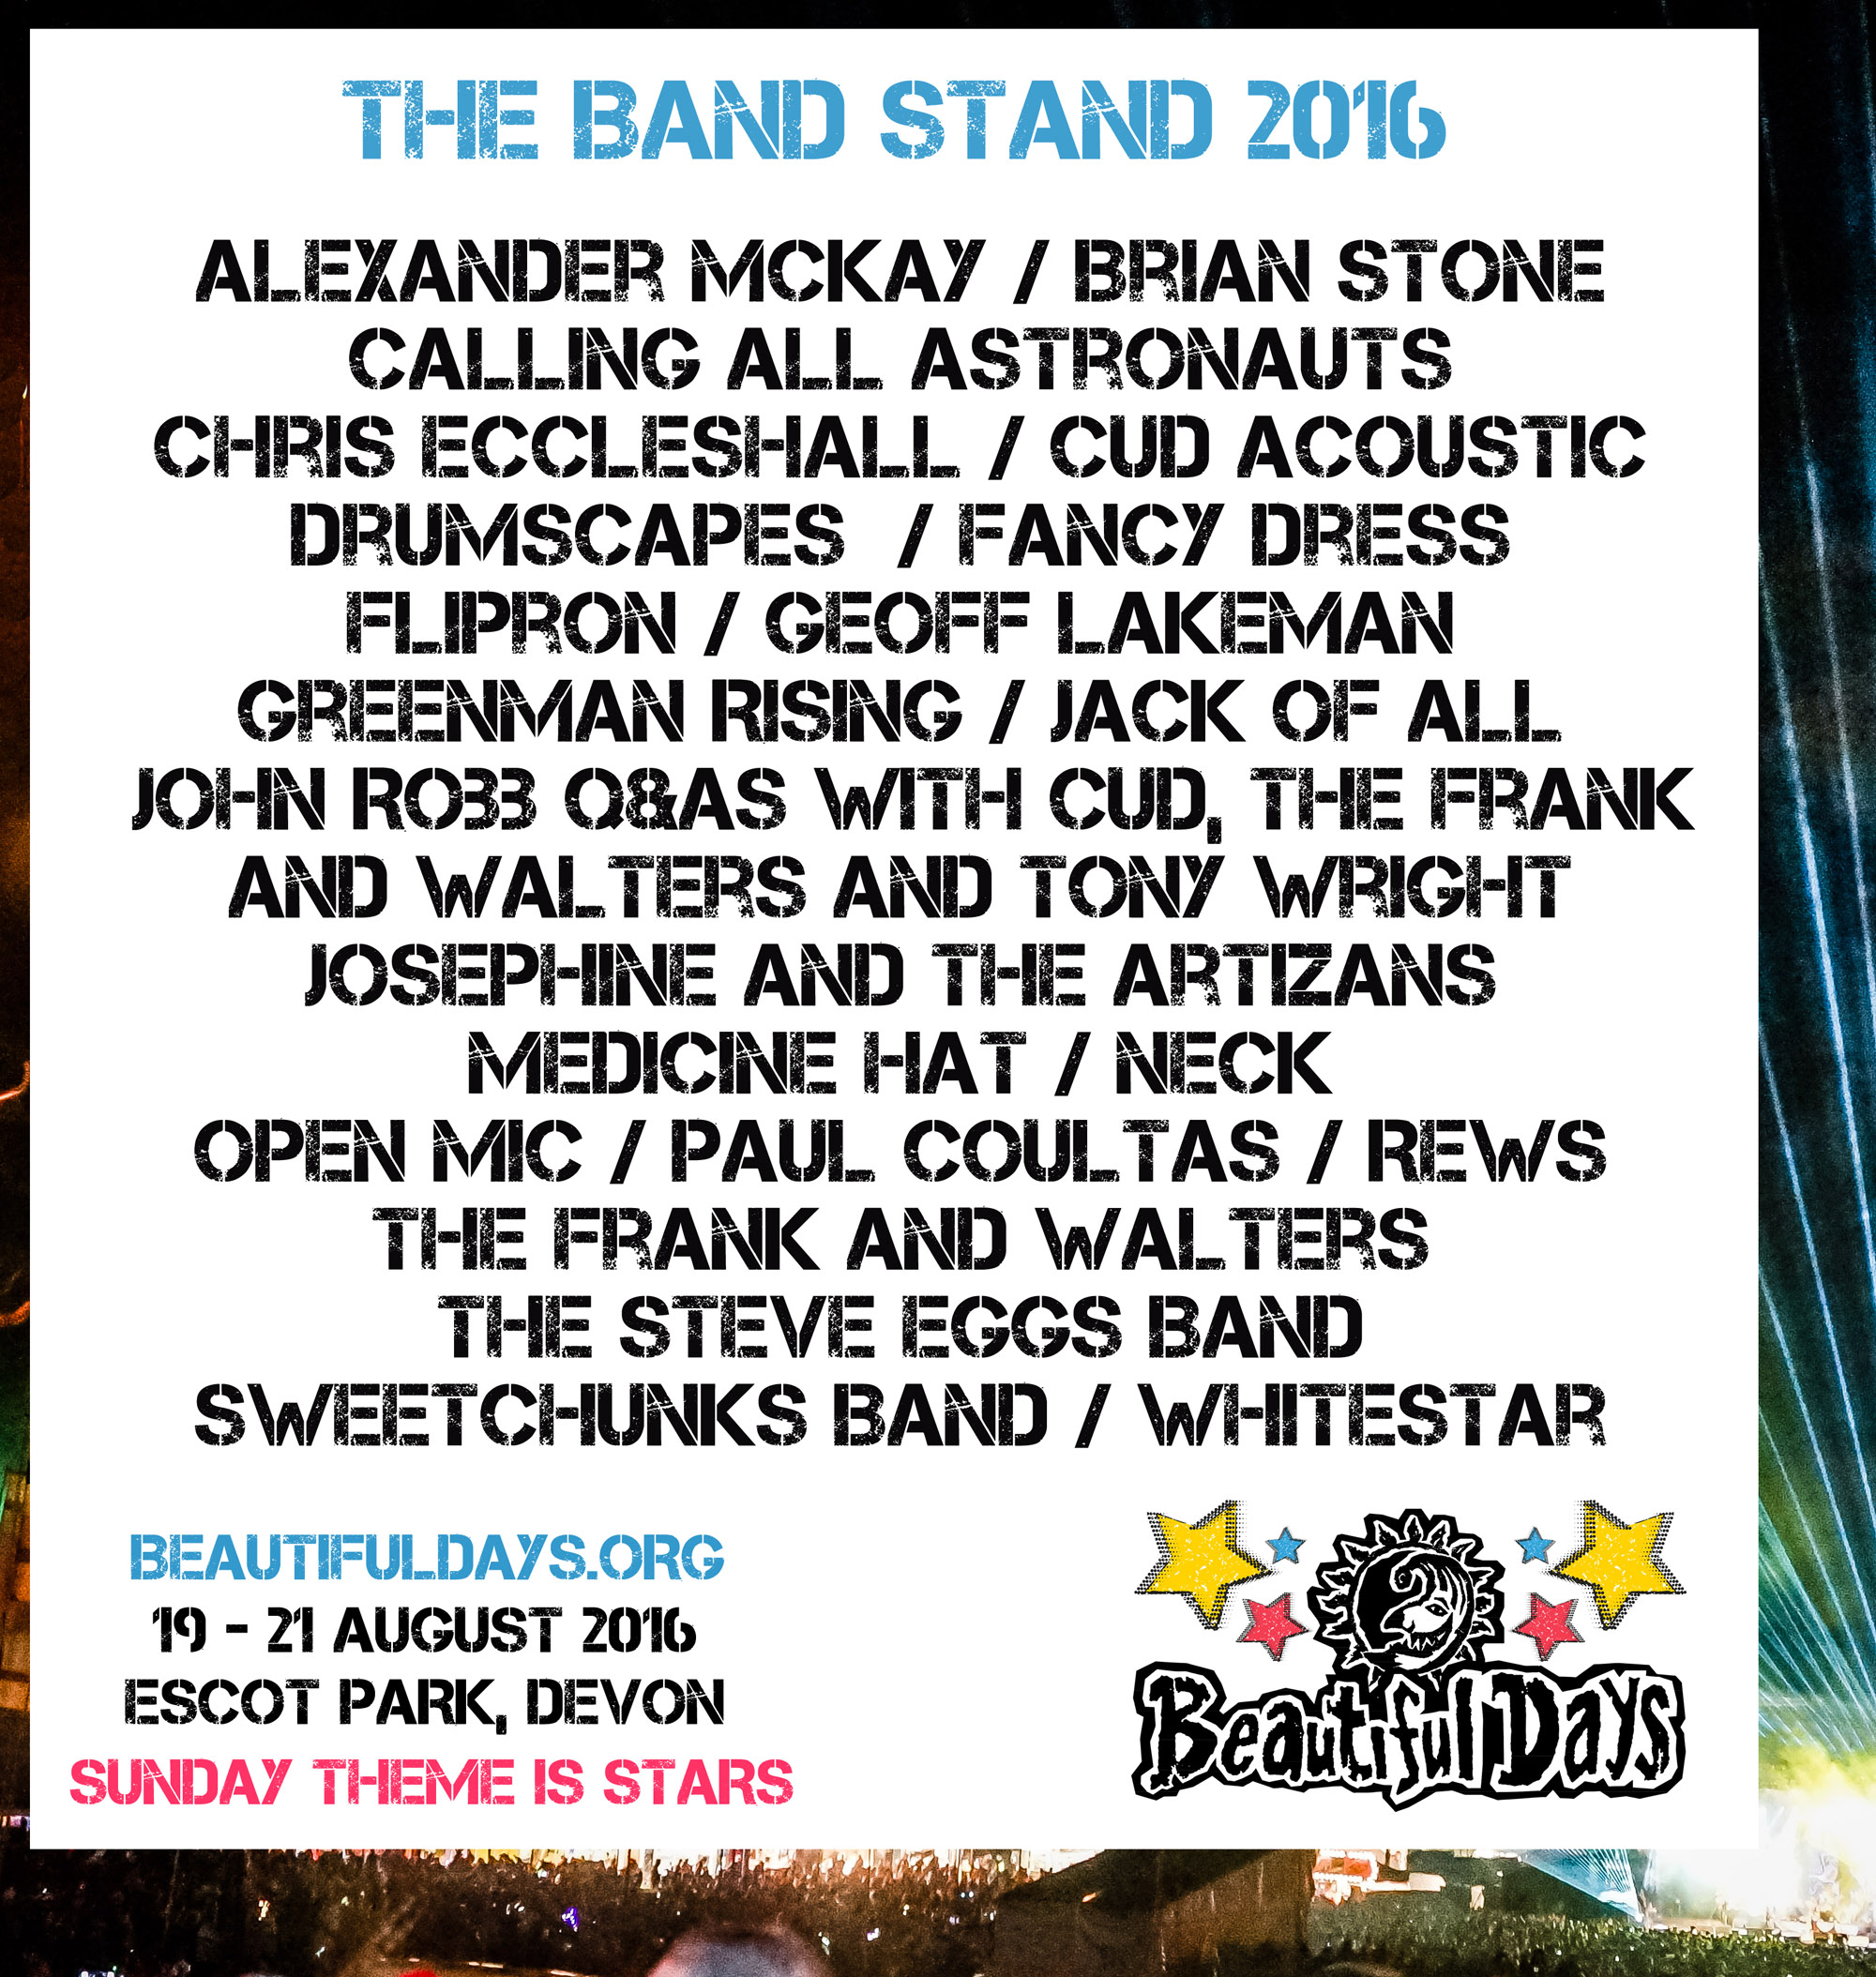 THE BAND STAND 2016
ALEXANDER MCKAY / BRIAN STONE
CALLING ALL ASTRONAUTS
CHRIS ECCLESHALL / CUD ACOUSTIC
DRUMSCAPES / FANCY DRESS
FLIPRON / GEOFF LAKEMAN
GREENMAN RISING / JACK OF ALL
JOHN ROBB Q&AS WITH CUD, THE FRANK
AND WALTERS AND TONY WRIGHT
JOSEPHINE AND THE ARTIZANS
MEDICINE HAT / NECK
OPEN MIC / PAUL COULTAS / REWS
THE FRANK AND WALTERS
THE STEVE EGGS BAND
SWEETCHUNKS BAND / WHITESTAR
BEAUTIFULDAYS.ORG
19 - 21 AUGUST 2016
ESCOT PARK, DEVON
SUNDAY THEME IS STARS
Beautiful Days